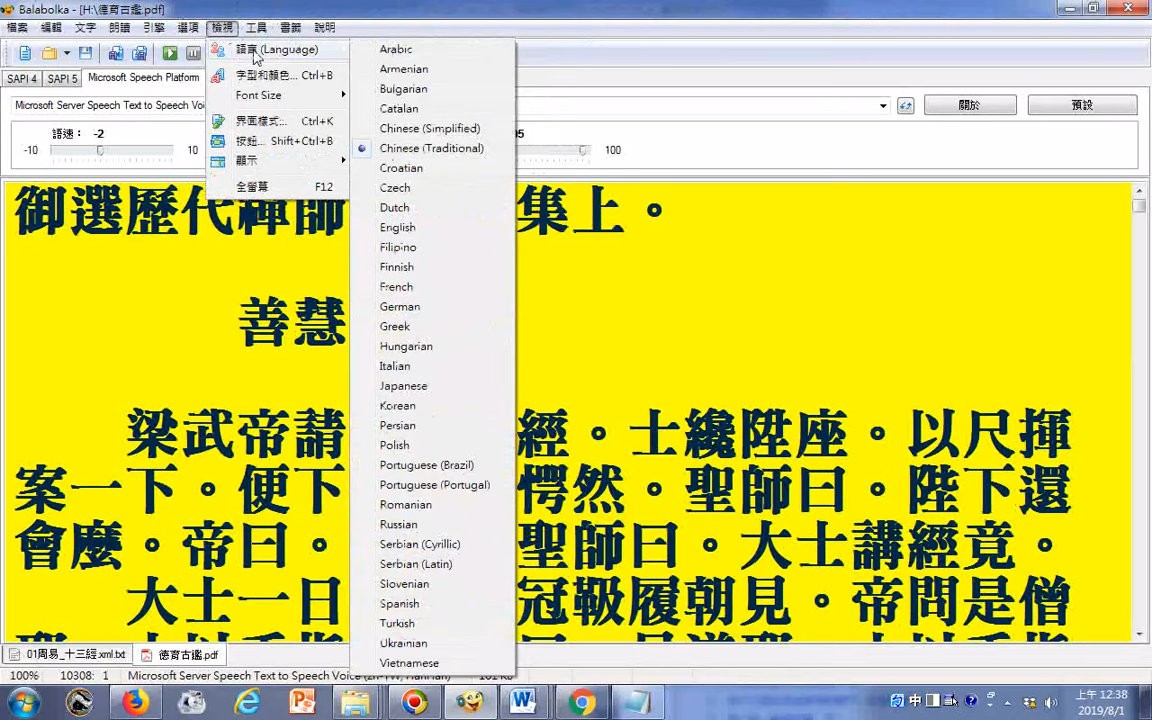 Balabolka - [H:\德育古鑑.pdf]
檔案 編輯 文字 朗讀 引擎 選項 檢視 工具 書籤 說明
SAPI 4 SAPI 5 Microsoft Speech Platform
Microsoft Server Speech Text to Speech Voi
關於 預設
語速： -2
-10 10
05
100
語言 (Language)
字型和顏色... Ctrl+B
Font Size
界面樣式... Ctrl+K
按鈕... Shift+Ctrl+B
顯示
全螢幕 F12
Arabic
Armenian
Bulgarian
Catalan
Chinese (Simplified)
Chinese (Traditional)
Croatian
Czech
Dutch
English
Filipino
Finnish
French
German
Greek
Hungarian
Italian
Japanese
Korean
Persian
Polish
Portuguese (Brazil)
Portuguese (Portugal)
Romanian
Russian
Serbian (Cyrillic)
Serbian (Latin)
Slovenian
Spanish
Turkish
Ukrainian
Vietnamese
御選歷代禪師 集上。
善慧
梁武帝請 經。士纔陞座。以尺揮
案一下。便下 愕然。聖師曰。陛下還
會麼。帝曰。 聖師曰。大士講經竟。
大士一日 冠靸履朝見。帝問是僧
01周易_十三經.xml.txt 德育古鑑.pdf
100% 10308: 1 Microsoft Server Speech Text to Speech Voice (zh-TW, HanHan)
中
上午 12:38
2019/8/1